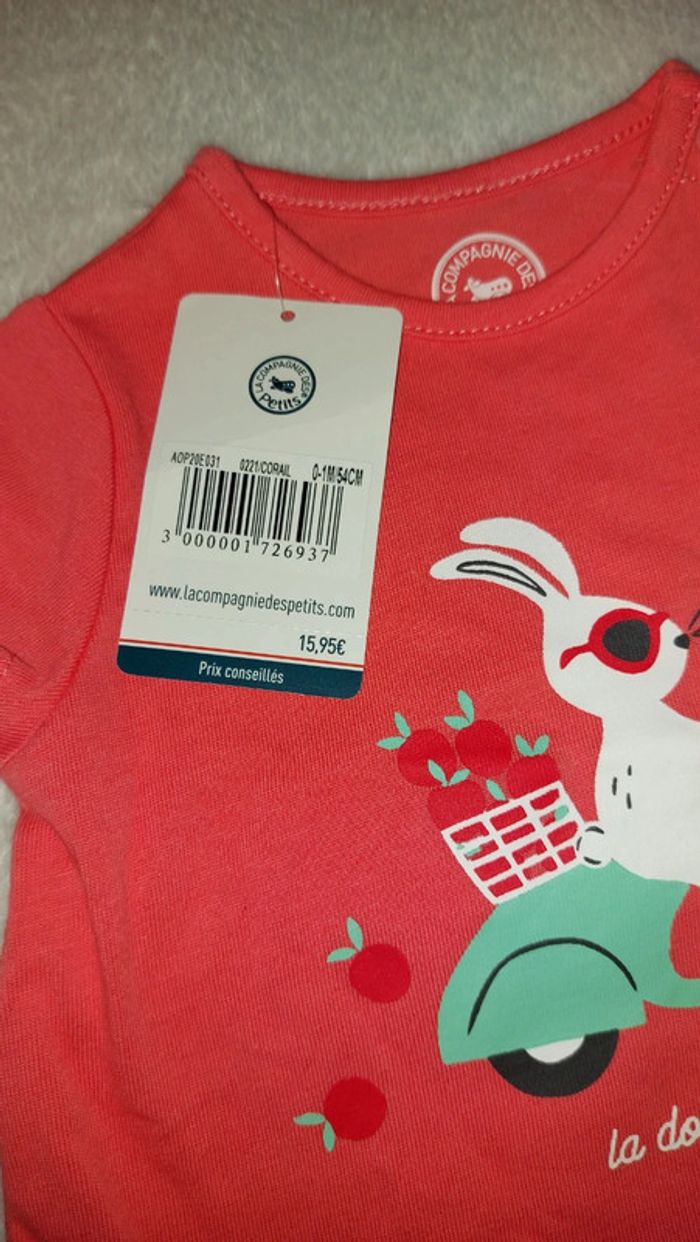 COMPAGNIE DES
LA COMPAGNIE DES
Petits
AOP20E031 0221/CORAIL 0-1M/54CM
3 000001 726937
www.lacompagniedespetits.com
15,95€
Prix conseillés
la do